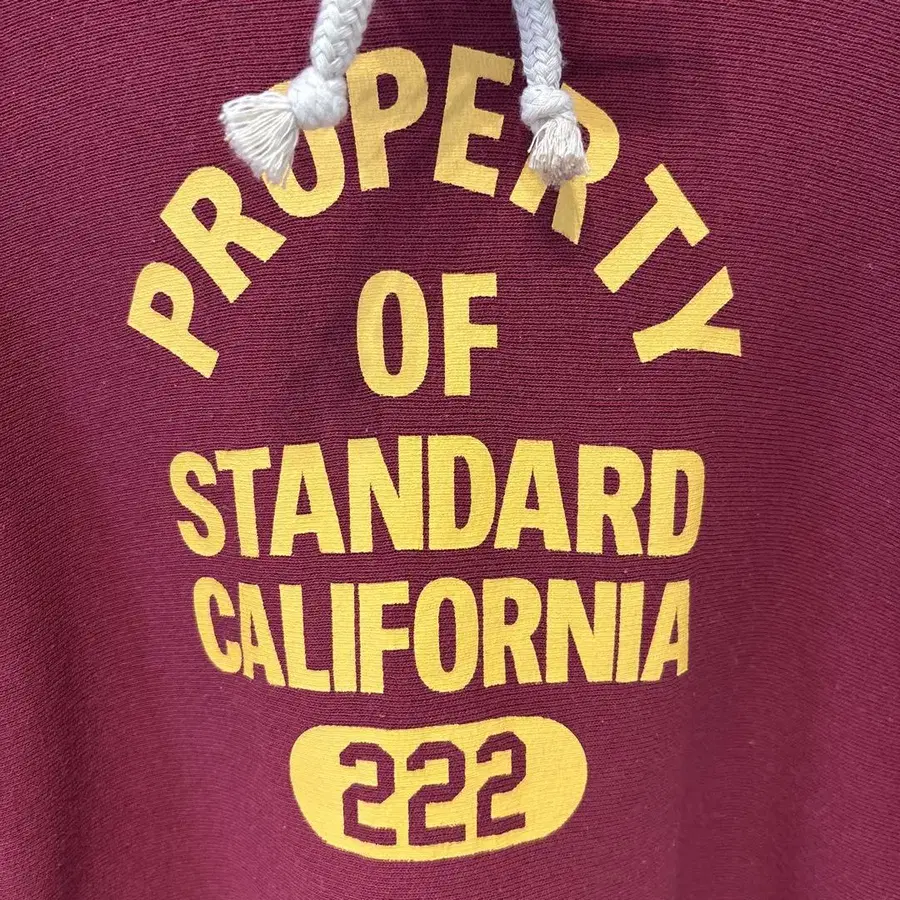 PROPERTY
OF
STANDARD
CALIFORNIA
222